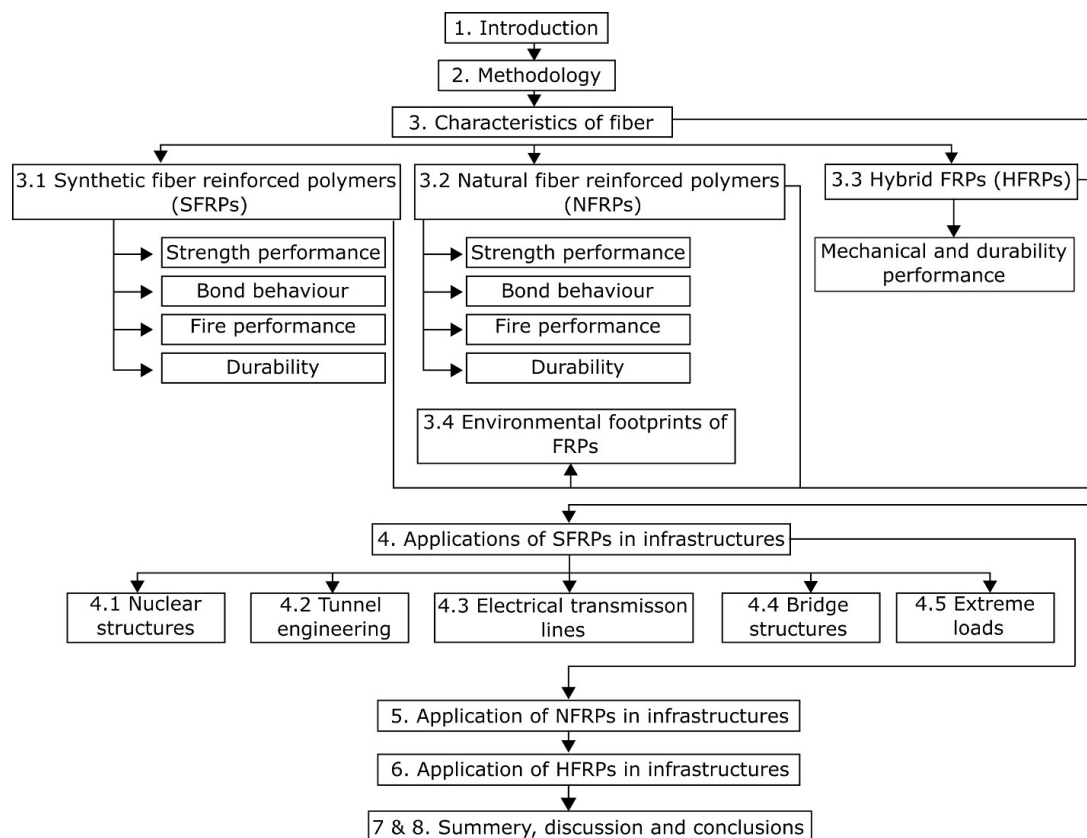 1. Introduction
2. Methodology
3. Characteristics of fiber
3.1 Synthetic fiber reinforced polymers
(SFRPs)
3.2 Natural fiber reinforced polymers
(NFRPs)
3.3 Hybrid FRPs (HFRPs)
Strength performance
Bond behaviour
Fire performance
Durability
Strength performance
Bond behaviour
Fire performance
Durability
Mechanical and durability
performance
3.4 Environmental footprints of
FRPs
4. Applications of SFRPs in infrastructures
4.1 Nuclear
structures
4.2 Tunnel
engineering
4.3 Electrical transmisson
lines
4.4 Bridge
structures
4.5 Extreme
loads
5. Application of NFRPs in infrastructures
6. Application of HFRPs in infrastructures
7 & 8. Summery, discussion and conclusions